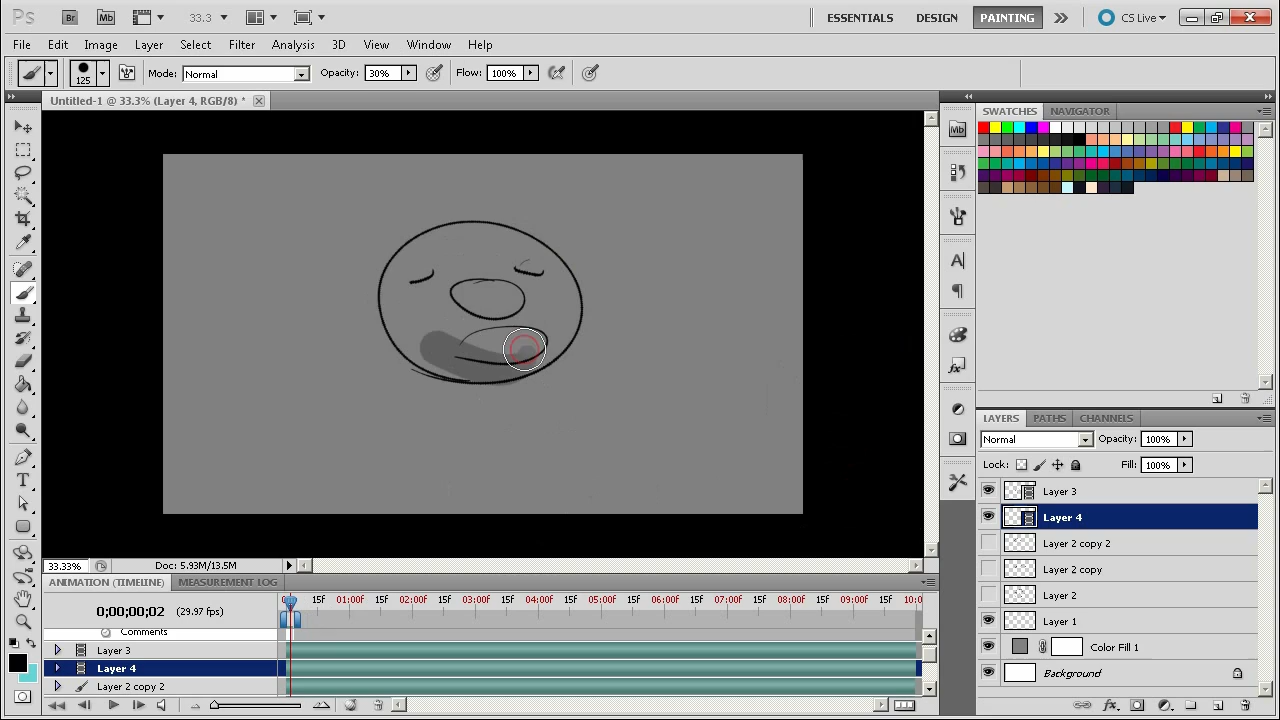 Ps Br Mb 33.3 ESSENTIALS DESIGN PAINTING CS Live
File Edit Image Layer Select Filter Analysis 3D View Window Help
125 Mode: Normal Opacity: 30% Flow: 100%
Untitled-1 @ 33.3% (Layer 4, RGB/8) *
SWATCHES NAVIGATOR
Mb
A
T
LAYERS PATHS CHANNELS
Normal Opacity: 100%
Lock: Fill: 100%
Layer 3
Layer 4
Layer 2 copy 2
Layer 2 copy
Layer 2
Layer 1
Color Fill 1
Background
fx
33.33% Doc: 5.93M/13.5M
ANIMATION (TIMELINE) MEASUREMENT LOG
0;00;00;02 (29.97 fps)
15f 01:00f 15f 02:00f 15f 03:00f 15f 04:00f 15f 05:00f 15f 06:00f 15f 07:00f 15f 08:00f 15f 09:00f 15f 10:0
Comments
Layer 3
Layer 4
Layer 2 copy 2